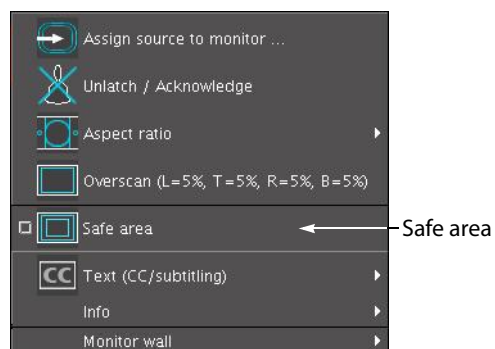 Assign source to monitor ...
Unlatch / Acknowledge
Aspect ratio
Overscan (L=5%, T=5%, R=5%, B=5%)
Safe area
Safe area
CC Text (CC/subtitling)
Info
Monitor wall